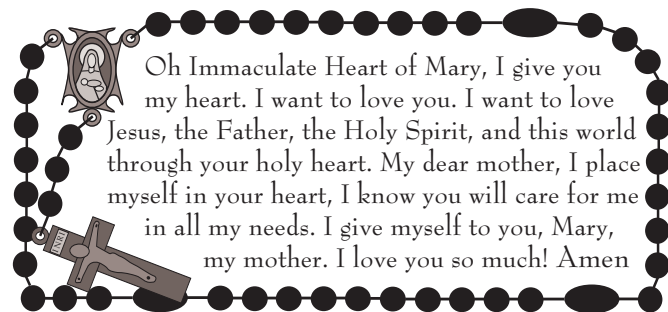 Oh Immaculate Heart of Mary, I give you
my heart. I want to love you. I want to love
Jesus, the Father, the Holy Spirit, and this world
through your holy heart. My dear mother, I place
myself in your heart, I know you will care for me
in all my needs. I give myself to you, Mary,
my mother. I love you so much! Amen
INRI